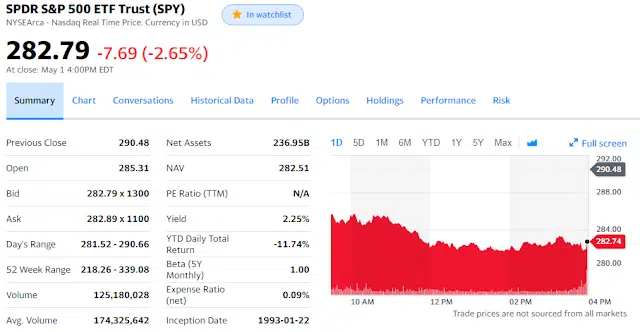 SPDR S&P 500 ETF Trust (SPY)
NYSEArca - Nasdaq Real Time Price. Currency in USD
In watchlist
282.79 -7.69 (-2.65%)
At close: May 1 4:00PM EDT
Summary Chart Conversations Historical Data Profile Options Holdings Performance Risk
Previous Close 290.48
Open 285.31
Bid 282.79 x 1300
Ask 282.89 x 1100
Day's Range 281.52 - 290.66
52 Week Range 218.26 - 339.08
Volume 125,180,028
Avg. Volume 174,325,642
Net Assets 236.95B
NAV 282.51
PE Ratio (TTM) N/A
Yield 2.25%
YTD Daily Total
Return -11.74%
Beta (5Y
Monthly) 1.00
Expense Ratio
(net) 0.09%
Inception Date 1993-01-22
1D 5D 1M 6M YTD 1Y 5Y Max Full screen
292.00
290.48
288.00
284.00
282.74
280.00
10 AM 12 PM 02 PM 04 PM
Trade prices are not sourced from all markets